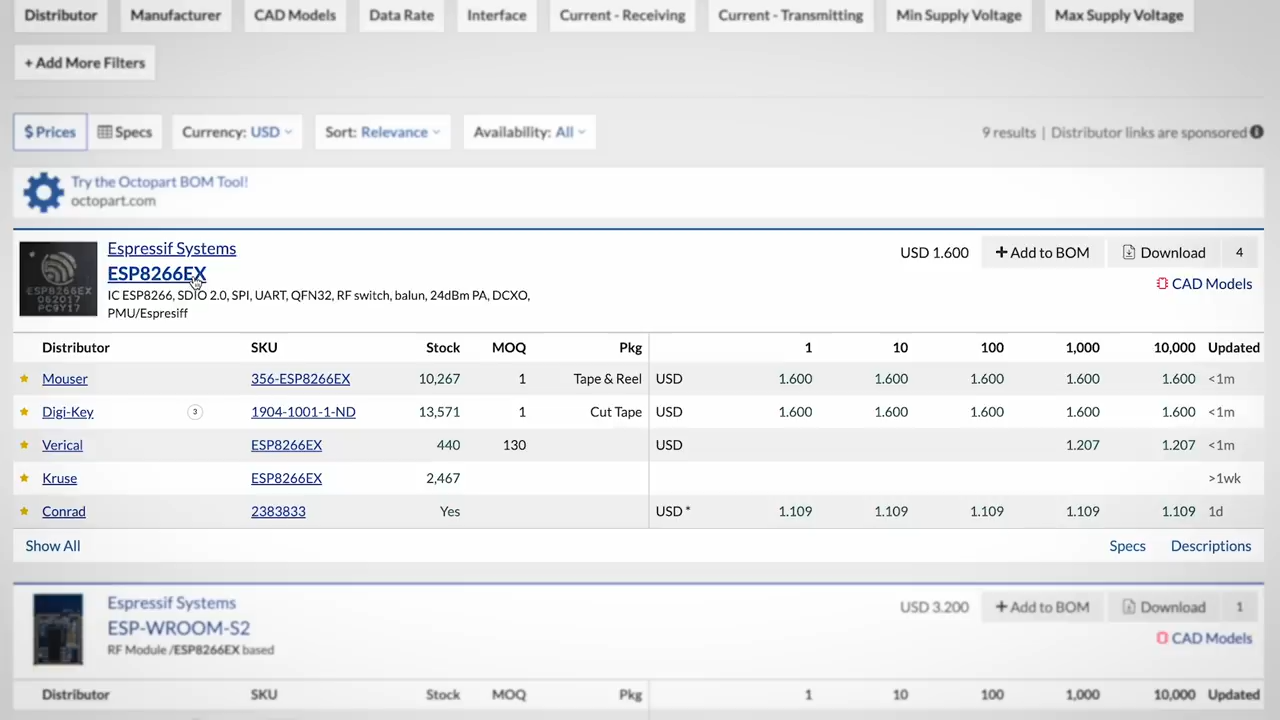 Distributor Manufacturer CAD Models Data Rate Interface Current - Receiving Current - Transmitting Min Supply Voltage Max Supply Voltage
+ Add More Filters
$ Prices Specs Currency: USD Sort: Relevance Availability: All 9 results | Distributor links are sponsored
Try the Octopart BOM Tool!
octopart.com
Espressif Systems
ESP8266EX
USD 1.600 +Add to BOM Download 4
IC ESP8266, SDIO 2.0, SPI, UART, QFN32, RF switch, balun, 24dBm PA, DCXO,
PMU/Espresiff
CAD Models
ESP8266EX
062017
PC9Y17
Distributor SKU Stock MOQ Pkg 1 10 100 1,000 10,000 Updated
Mouser 356-ESP8266EX 10,267 1 Tape & Reel USD 1.600 1.600 1.600 1.600 1.600 <1m
Digi-Key 3 1904-1001-1-ND 13,571 1 Cut Tape USD 1.600 1.600 1.600 1.600 1.600 <1m
Verical ESP8266EX 440 130 USD 1.207 1.207 <1m
Kruse ESP8266EX 2,467 >1wk
Conrad 2383833 Yes USD * 1.109 1.109 1.109 1.109 1.109 1d
Show All Specs Descriptions
Espressif Systems
ESP-WROOM-S2
RF Module /ESP8266EX based
USD 3.200 +Add to BOM Download 1
CAD Models
Distributor SKU Stock MOQ Pkg 1 10 100 1,000 10,000 Updated